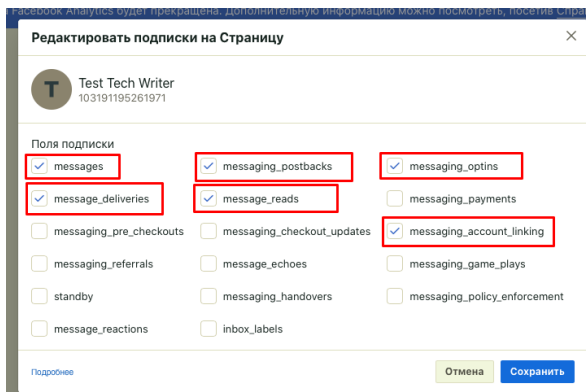 Facebook Analytics будет прекращена. Дополнительную информацию можно посмотреть, посетив Спра
Редактировать подписки на Страницу
T
Test Tech Writer
103191195261971
Поля подписки
messages messaging_postbacks messaging_optins
message_deliveries message_reads messaging_payments
messaging_pre_checkouts messaging_checkout_updates messaging_account_linking
messaging_referrals message_echoes messaging_game_plays
standby messaging_handovers messaging_policy_enforcement
message_reactions inbox_labels
Подробнее Отмена Сохранить